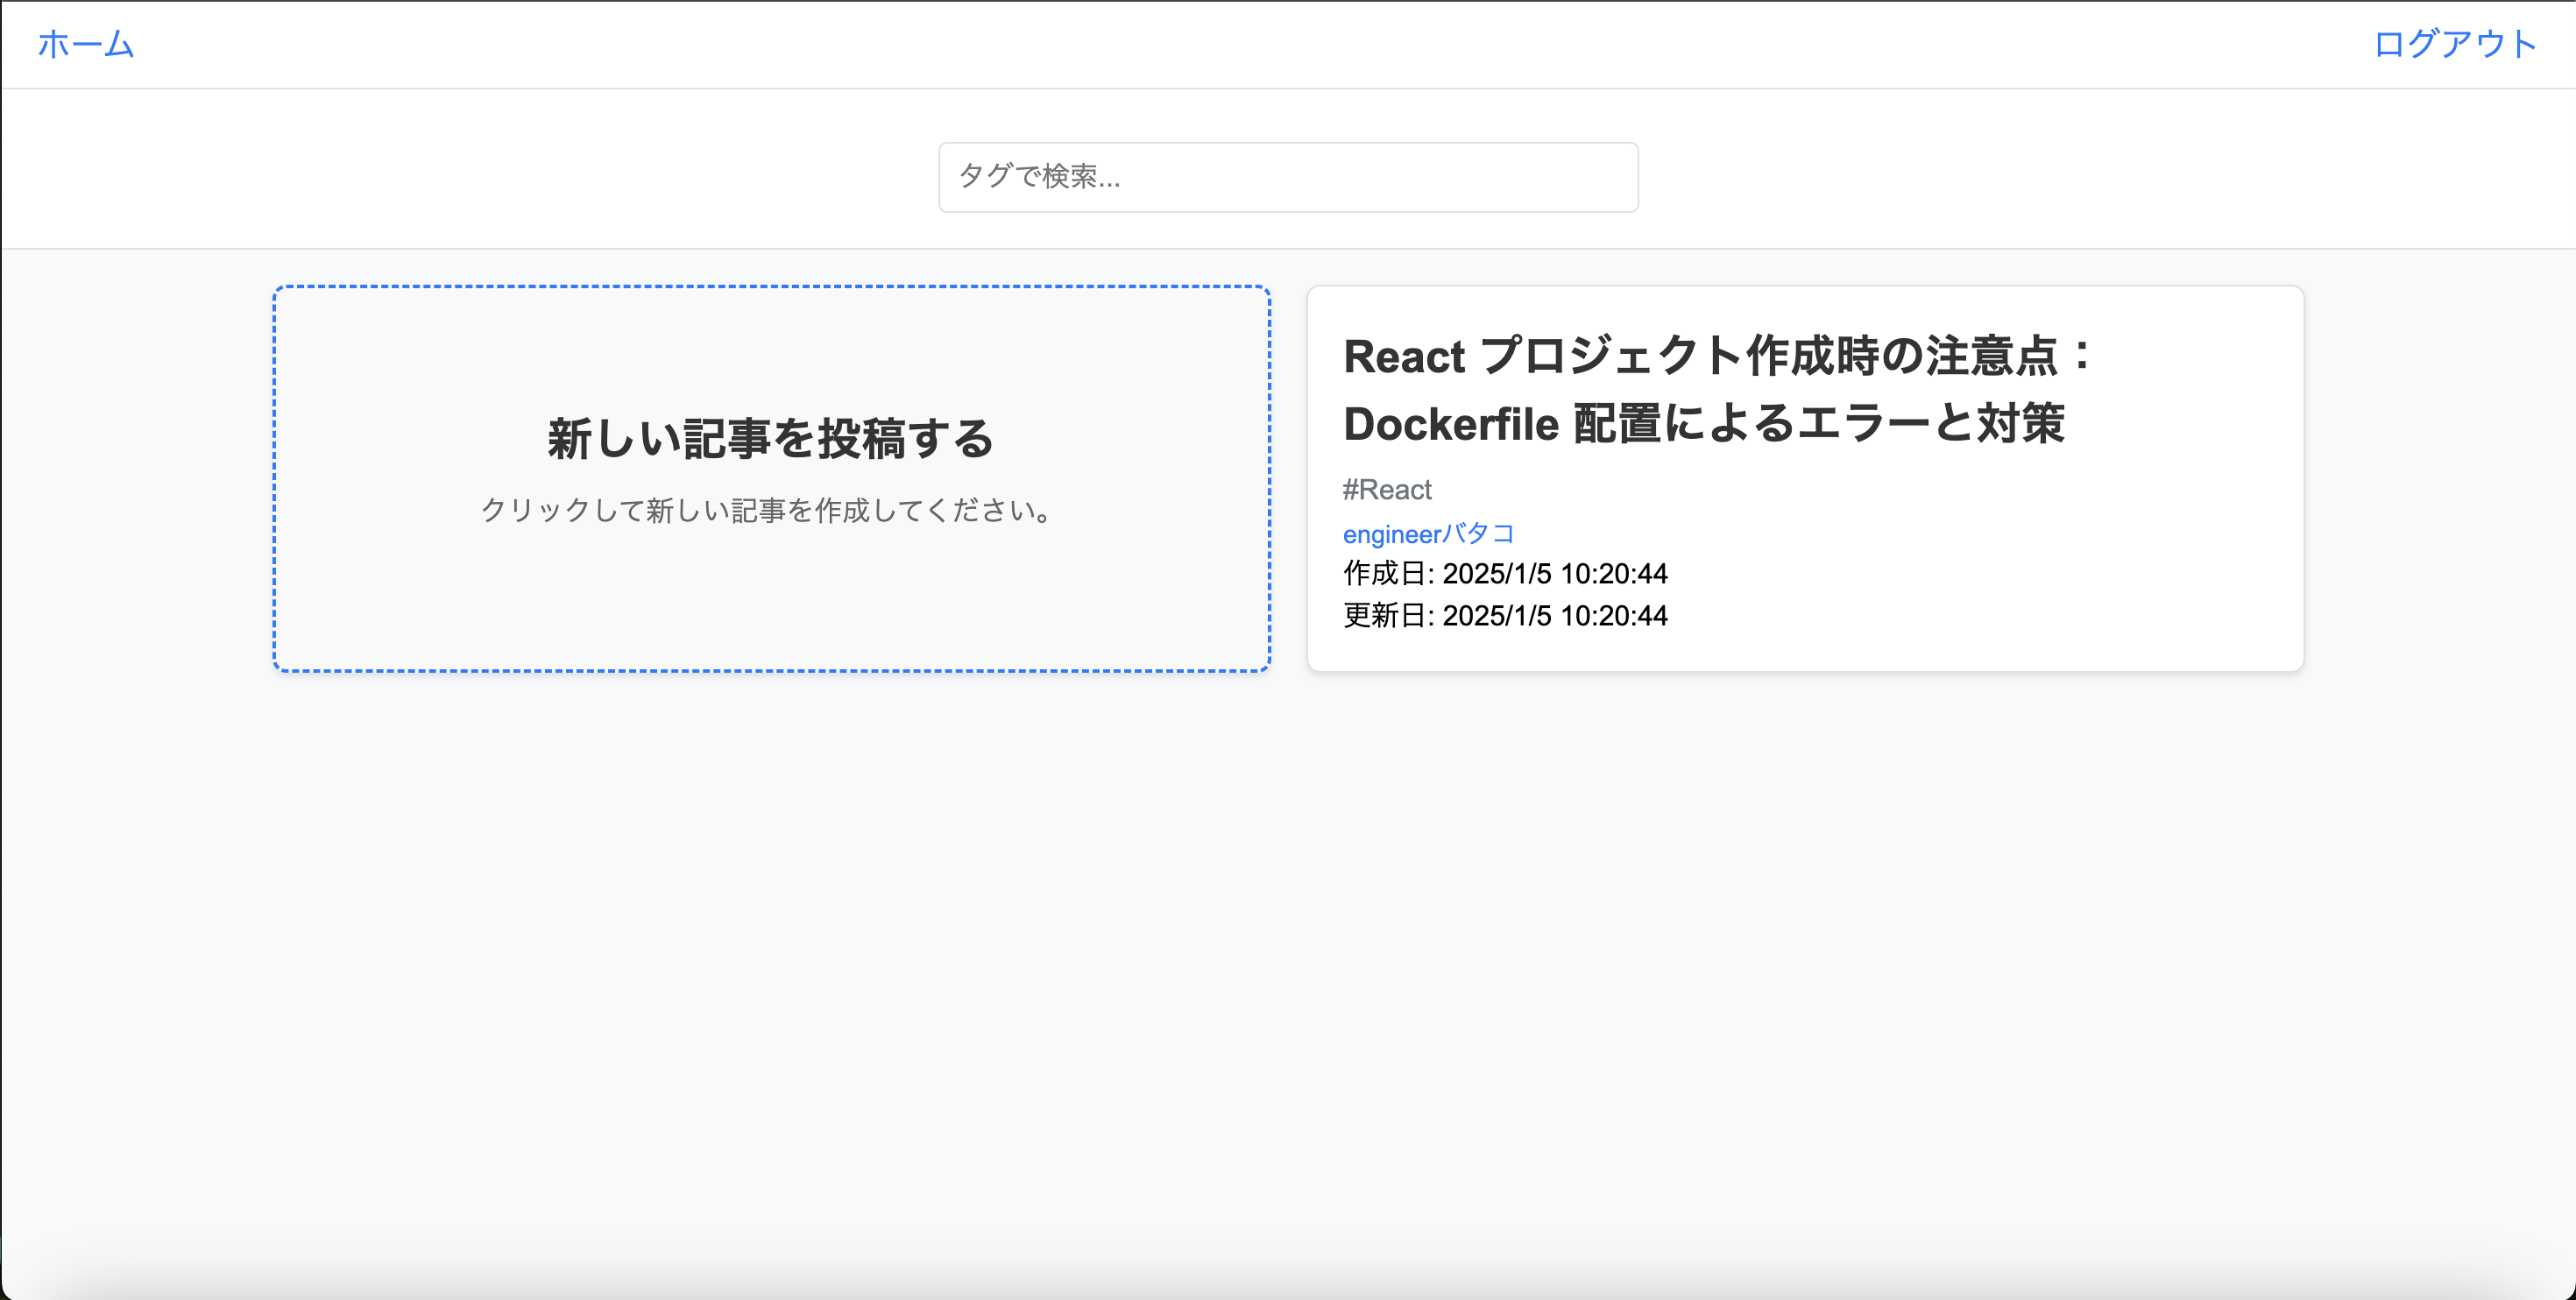 ホーム
ログアウト
タグで検索...
新しい記事を投稿する
クリックして新しい記事を作成してください。
React プロジェクト作成時の注意点：
Dockerfile 配置によるエラーと対策
#React
engineerバタコ
作成日: 2025/1/5 10:20:44
更新日: 2025/1/5 10:20:44